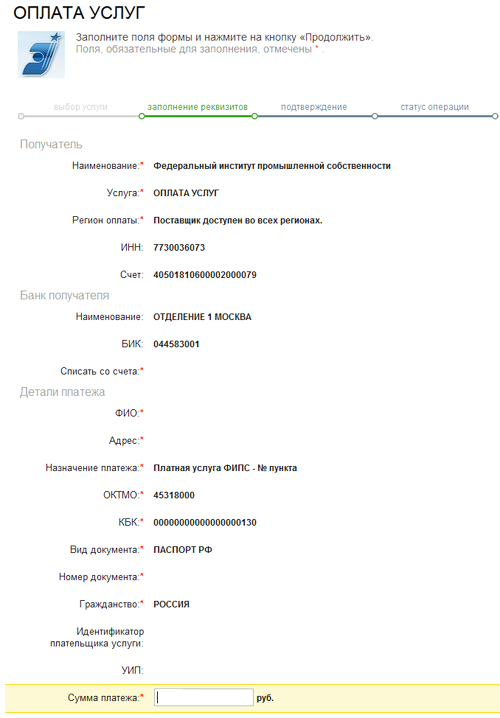 ОПЛАТА УСЛУГ
Заполните поля формы и нажмите на кнопку «Продолжить».
Поля, обязательные для заполнения, отмечены * .
выбор услуги заполнение реквизитов подтверждение статус операции
Получатель
Наименование:* Федеральный институт промышленной собственности
Услуга:* ОПЛАТА УСЛУГ
Регион оплаты:* Поставщик доступен во всех регионах.
ИНН: 7730036073
Счет: 40501810600002000079
Банк получателя
Наименование: ОТДЕЛЕНИЕ 1 МОСКВА
БИК: 044583001
Списать со счета:*
Детали платежа
ФИО:*
Адрес:*
Назначение платежа:* Платная услуга ФИПС - № пункта
ОКТМО:* 45318000
КБК:* 00000000000000000130
Вид документа:* ПАСПОРТ РФ
Номер документа:*
Гражданство:* РОССИЯ
Идентификатор
плательщика услуги:
УИП:
Сумма платежа:* руб.